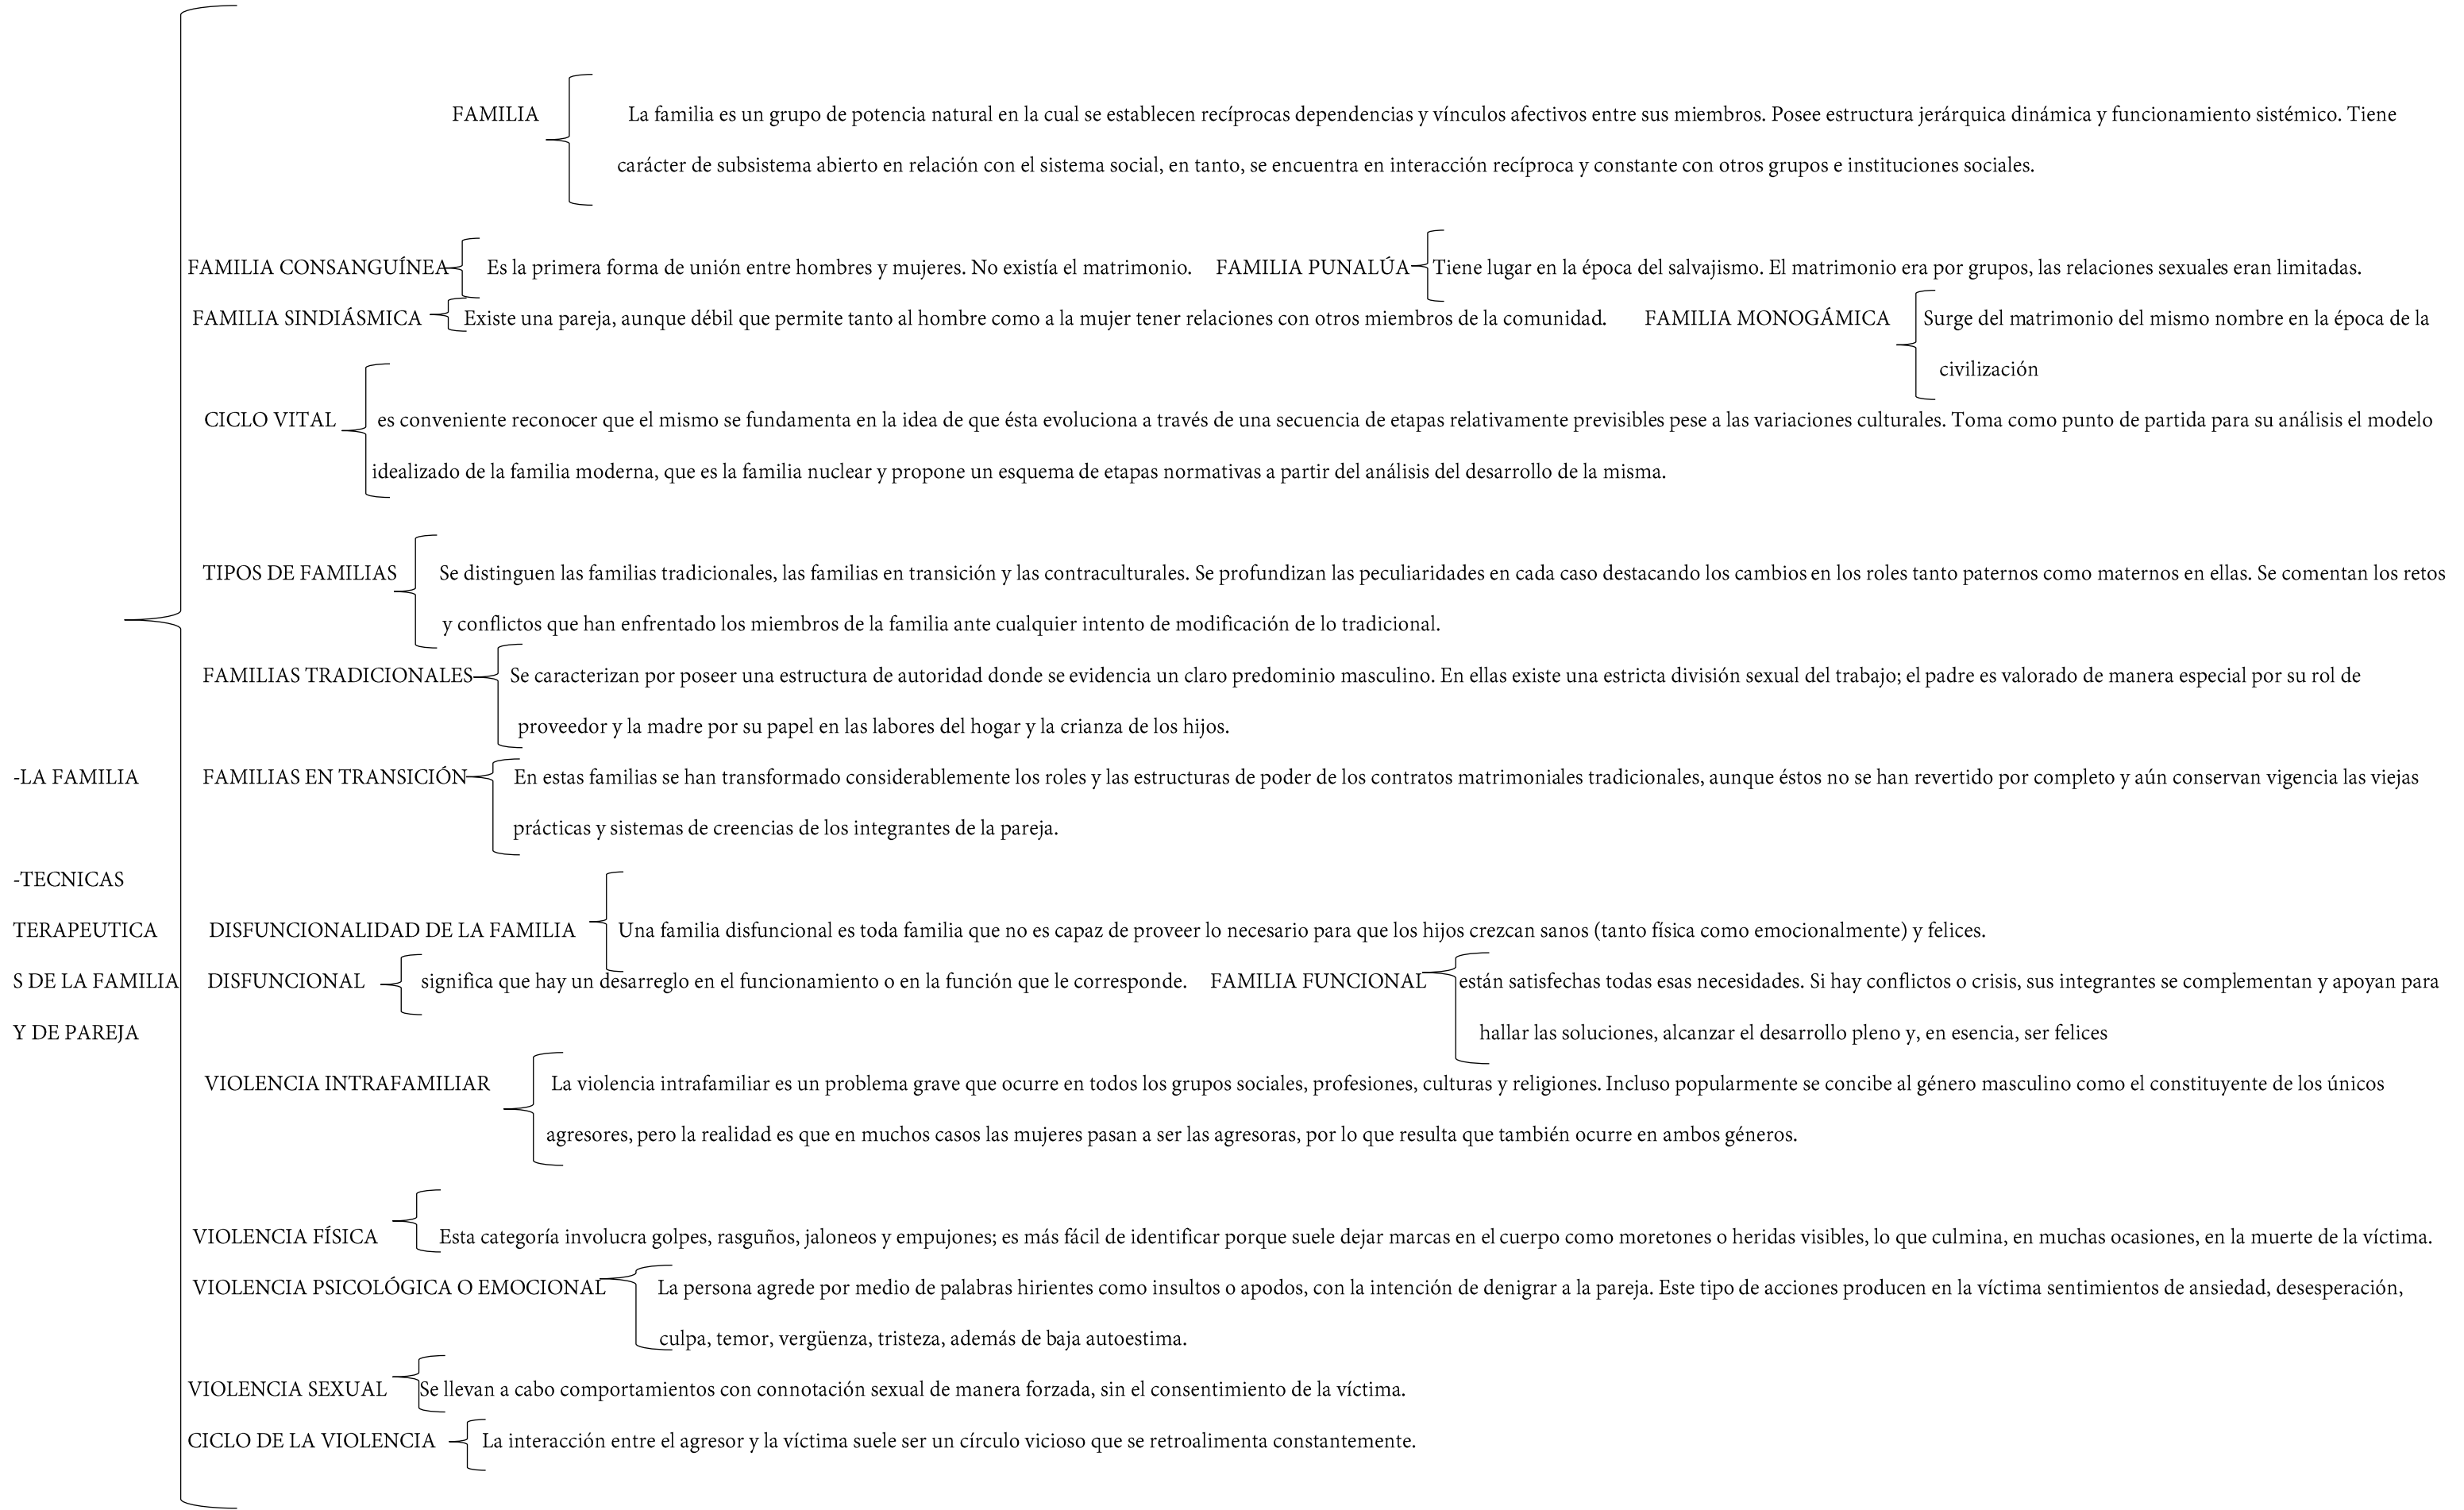 FAMILIA La familia es un grupo de potencia natural en la cual se establecen recíprocas dependencias y vínculos afectivos entre sus miembros. Posee estructura jerárquica dinámica y funcionamiento sistémico. Tiene
carácter de subsistema abierto en relación con el sistema social, en tanto, se encuentra en interacción recíproca y constante con otros grupos e instituciones sociales.
FAMILIA CONSANGUÍNEA Es la primera forma de unión entre hombres y mujeres. No existía el matrimonio. FAMILIA PUNALÚA Tiene lugar en la época del salvajismo. El matrimonio era por grupos, las relaciones sexuales eran limitadas.
FAMILIA SINDIÁSMICA Existe una pareja, aunque débil que permite tanto al hombre como a la mujer tener relaciones con otros miembros de la comunidad. FAMILIA MONOGÁMICA Surge del matrimonio del mismo nombre en la época de la
civilización
CICLO VITAL es conveniente reconocer que el mismo se fundamenta en la idea de que ésta evoluciona a través de una secuencia de etapas relativamente previsibles pese a las variaciones culturales. Toma como punto de partida para su análisis el modelo
idealizado de la familia moderna, que es la familia nuclear y propone un esquema de etapas normativas a partir del análisis del desarrollo de la misma.
TIPOS DE FAMILIAS Se distinguen las familias tradicionales, las familias en transición y las contraculturales. Se profundizan las peculiaridades en cada caso destacando los cambios en los roles tanto paternos como maternos en ellas. Se comentan los retos
y conflictos que han enfrentado los miembros de la familia ante cualquier intento de modificación de lo tradicional.
FAMILIAS TRADICIONALES Se caracterizan por poseer una estructura de autoridad donde se evidencia un claro predominio masculino. En ellas existe una estricta división sexual del trabajo; el padre es valorado de manera especial por su rol de
proveedor y la madre por su papel en las labores del hogar y la crianza de los hijos.
-LA FAMILIA FAMILIAS EN TRANSICIÓN En estas familias se han transformado considerablemente los roles y las estructuras de poder de los contratos matrimoniales tradicionales, aunque éstos no se han revertido por completo y aún conservan vigencia las viejas
prácticas y sistemas de creencias de los integrantes de la pareja.
-TECNICAS
TERAPEUTICA DISFUNCIONALIDAD DE LA FAMILIA Una familia disfuncional es toda familia que no es capaz de proveer lo necesario para que los hijos crezcan sanos (tanto física como emocionalmente) y felices.
S DE LA FAMILIA DISFUNCIONAL significa que hay un desarreglo en el funcionamiento o en la función que le corresponde. FAMILIA FUNCIONAL están satisfechas todas esas necesidades. Si hay conflictos o crisis, sus integrantes se complementan y apoyan para
Y DE PAREJA hallar las soluciones, alcanzar el desarrollo pleno y, en esencia, ser felices
VIOLENCIA INTRAFAMILIAR La violencia intrafamiliar es un problema grave que ocurre en todos los grupos sociales, profesiones, culturas y religiones. Incluso popularmente se concibe al género masculino como el constituyente de los únicos
agresores, pero la realidad es que en muchos casos las mujeres pasan a ser las agresoras, por lo que resulta que también ocurre en ambos géneros.
VIOLENCIA FÍSICA Esta categoría involucra golpes, rasguños, jaloneos y empujones; es más fácil de identificar porque suele dejar marcas en el cuerpo como moretones o heridas visibles, lo que culmina, en muchas ocasiones, en la muerte de la víctima.
VIOLENCIA PSICOLÓGICA O EMOCIONAL La persona agrede por medio de palabras hirientes como insultos o apodos, con la intención de denigrar a la pareja. Este tipo de acciones producen en la víctima sentimientos de ansiedad, desesperación,
culpa, temor, vergüenza, tristeza, además de baja autoestima.
VIOLENCIA SEXUAL Se llevan a cabo comportamientos con connotación sexual de manera forzada, sin el consentimiento de la víctima.
CICLO DE LA VIOLENCIA La interacción entre el agresor y la víctima suele ser un círculo vicioso que se retroalimenta constantemente.